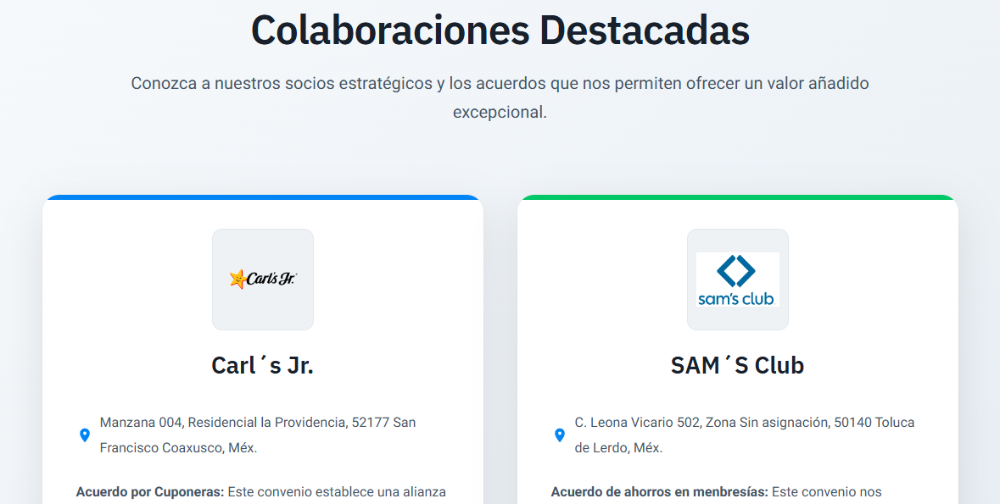 Colaboraciones Destacadas
Conozca a nuestros socios estratégicos y los acuerdos que nos permiten ofrecer un valor añadido
excepcional.
Carl's Jr.
Carl´s Jr.
Manzana 004, Residencial la Providencia, 52177 San
Francisco Coaxusco, Méx.
Acuerdo por Cuponeras: Este convenio establece una alianza
sam's club
SAM´S Club
C. Leona Vicario 502, Zona Sin asignación, 50140 Toluca
de Lerdo, Méx.
Acuerdo de ahorros en menbresías: Este convenio nos